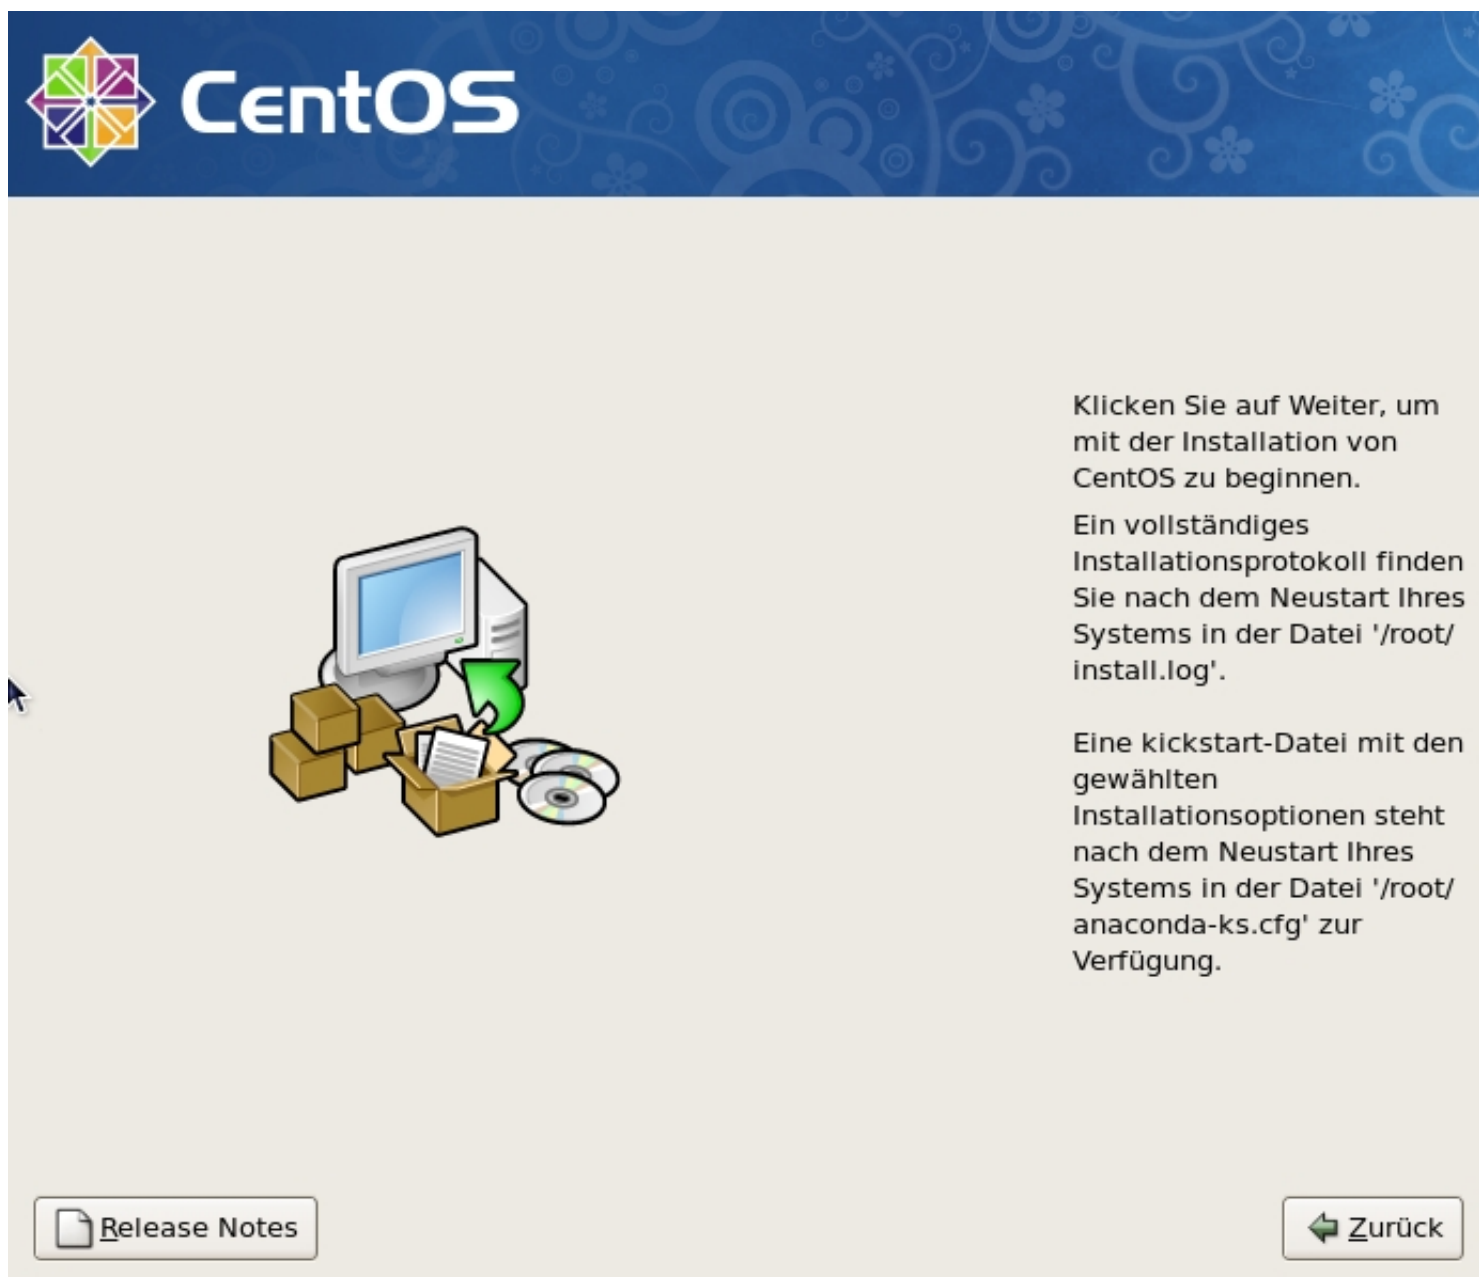 CentOS
Klicken Sie auf Weiter, um
mit der Installation von
CentOS zu beginnen.
Ein vollständiges
Installationsprotokoll finden
Sie nach dem Neustart Ihres
Systems in der Datei '/root/
install.log'.
Eine kickstart-Datei mit den
gewählten
Installationsoptionen steht
nach dem Neustart Ihres
Systems in der Datei '/root/
anaconda-ks.cfg' zur
Verfügung.
Release Notes
Zurück